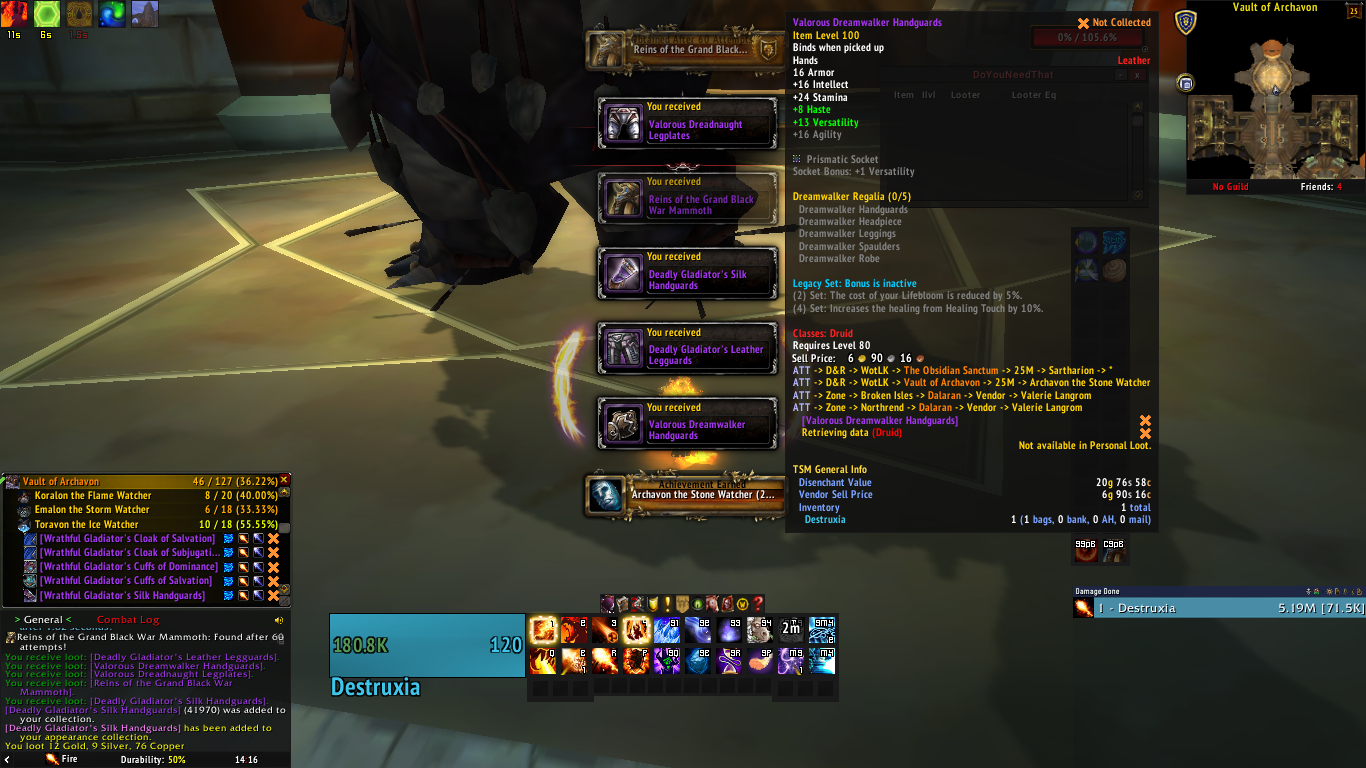 11s
6s
1.9s
Obtained After 60 Attempts
Reins of the Grand Black...
You received
Valorous Dreadnaught
Legplates
You received
Reins of the Grand Black
War Mammoth
You received
Deadly Gladiator's Silk
Handguards
You received
Deadly Gladiator's Leather
Legguards
You received
Valorous Dreamwalker
Handguards
Achievement Earned
Archavon the Stone Watcher (2...
Valorous Dreamwalker Handguards
Not Collected
Item Level 100
Binds when picked up
Hands
Leather
16 Armor
+16 Intellect
+24 Stamina
+8 Haste
+13 Versatility
+16 Agility
Prismatic Socket
Socket Bonus: +1 Versatility
Dreamwalker Regalia (0/5)
Dreamwalker Handguards
Dreamwalker Headpiece
Dreamwalker Leggings
Dreamwalker Spaulders
Dreamwalker Robe
Legacy Set: Bonus is inactive
(2) Set: The cost of your Lifebloom is reduced by 5%.
(4) Set: Increases the healing from Healing Touch by 10%.
Classes: Druid
Requires Level 80
Sell Price: 6 90 16
ATT -> D&R -> WotLK -> The Obsidian Sanctum -> 25M -> Sartharion -> *
ATT -> D&R -> WotLK -> Vault of Archavon -> 25M -> Archavon the Stone Watcher
ATT -> Zone -> Broken Isles -> Dalaran -> Vendor -> Valerie Langrom
ATT -> Zone -> Northrend -> Dalaran -> Vendor -> Valerie Langrom
[Valorous Dreamwalker Handguards]
Retrieving data (Druid)
Not available in Personal Loot.
TSM General Info
Disenchant Value 20g 76s 58c
Vendor Sell Price 6g 90s 16c
Inventory 1 total
Destruxia 1 (1 bags, 0 bank, 0 AH, 0 mail)
0% / 105.6%
DoYouNeedThat
Item ilvl Looter Looter Eq
Vault of Archavon
25
No Guild
Friends: 4
Vault of Archavon 46 / 127 (36.22%)
Koralon the Flame Watcher 8 / 20 (40.00%)
Emalon the Storm Watcher 6 / 18 (33.33%)
Toravon the Ice Watcher 10 / 18 (55.55%)
[Wrathful Gladiator's Cloak of Salvation]
[Wrathful Gladiator's Cloak of Subjugati...
[Wrathful Gladiator's Cuffs of Dominance]
[Wrathful Gladiator's Cuffs of Salvation]
[Wrathful Gladiator's Silk Handguards]
> General <
Combat Log
Reins of the Grand Black War Mammoth: Found after 60
attempts!
You receive loot: [Deadly Gladiator's Leather Legguards].
You receive loot: [Valorous Dreamwalker Handguards].
You receive loot: [Valorous Dreadnaught Legplates].
You receive loot: [Reins of the Grand Black War
Mammoth].
You receive loot: [Deadly Gladiator's Silk Handguards].
[Deadly Gladiator's Silk Handguards] (41970) was added to
your collection.
[Deadly Gladiator's Silk Handguards] has been added to
your appearance collection.
You loot 12 Gold, 9 Silver, 76 Copper
Fire
Durability: 50%
14:16
180.8K
120
Destruxia
2m
Damage Done
1 - Destruxia
5.19M [71.5K]